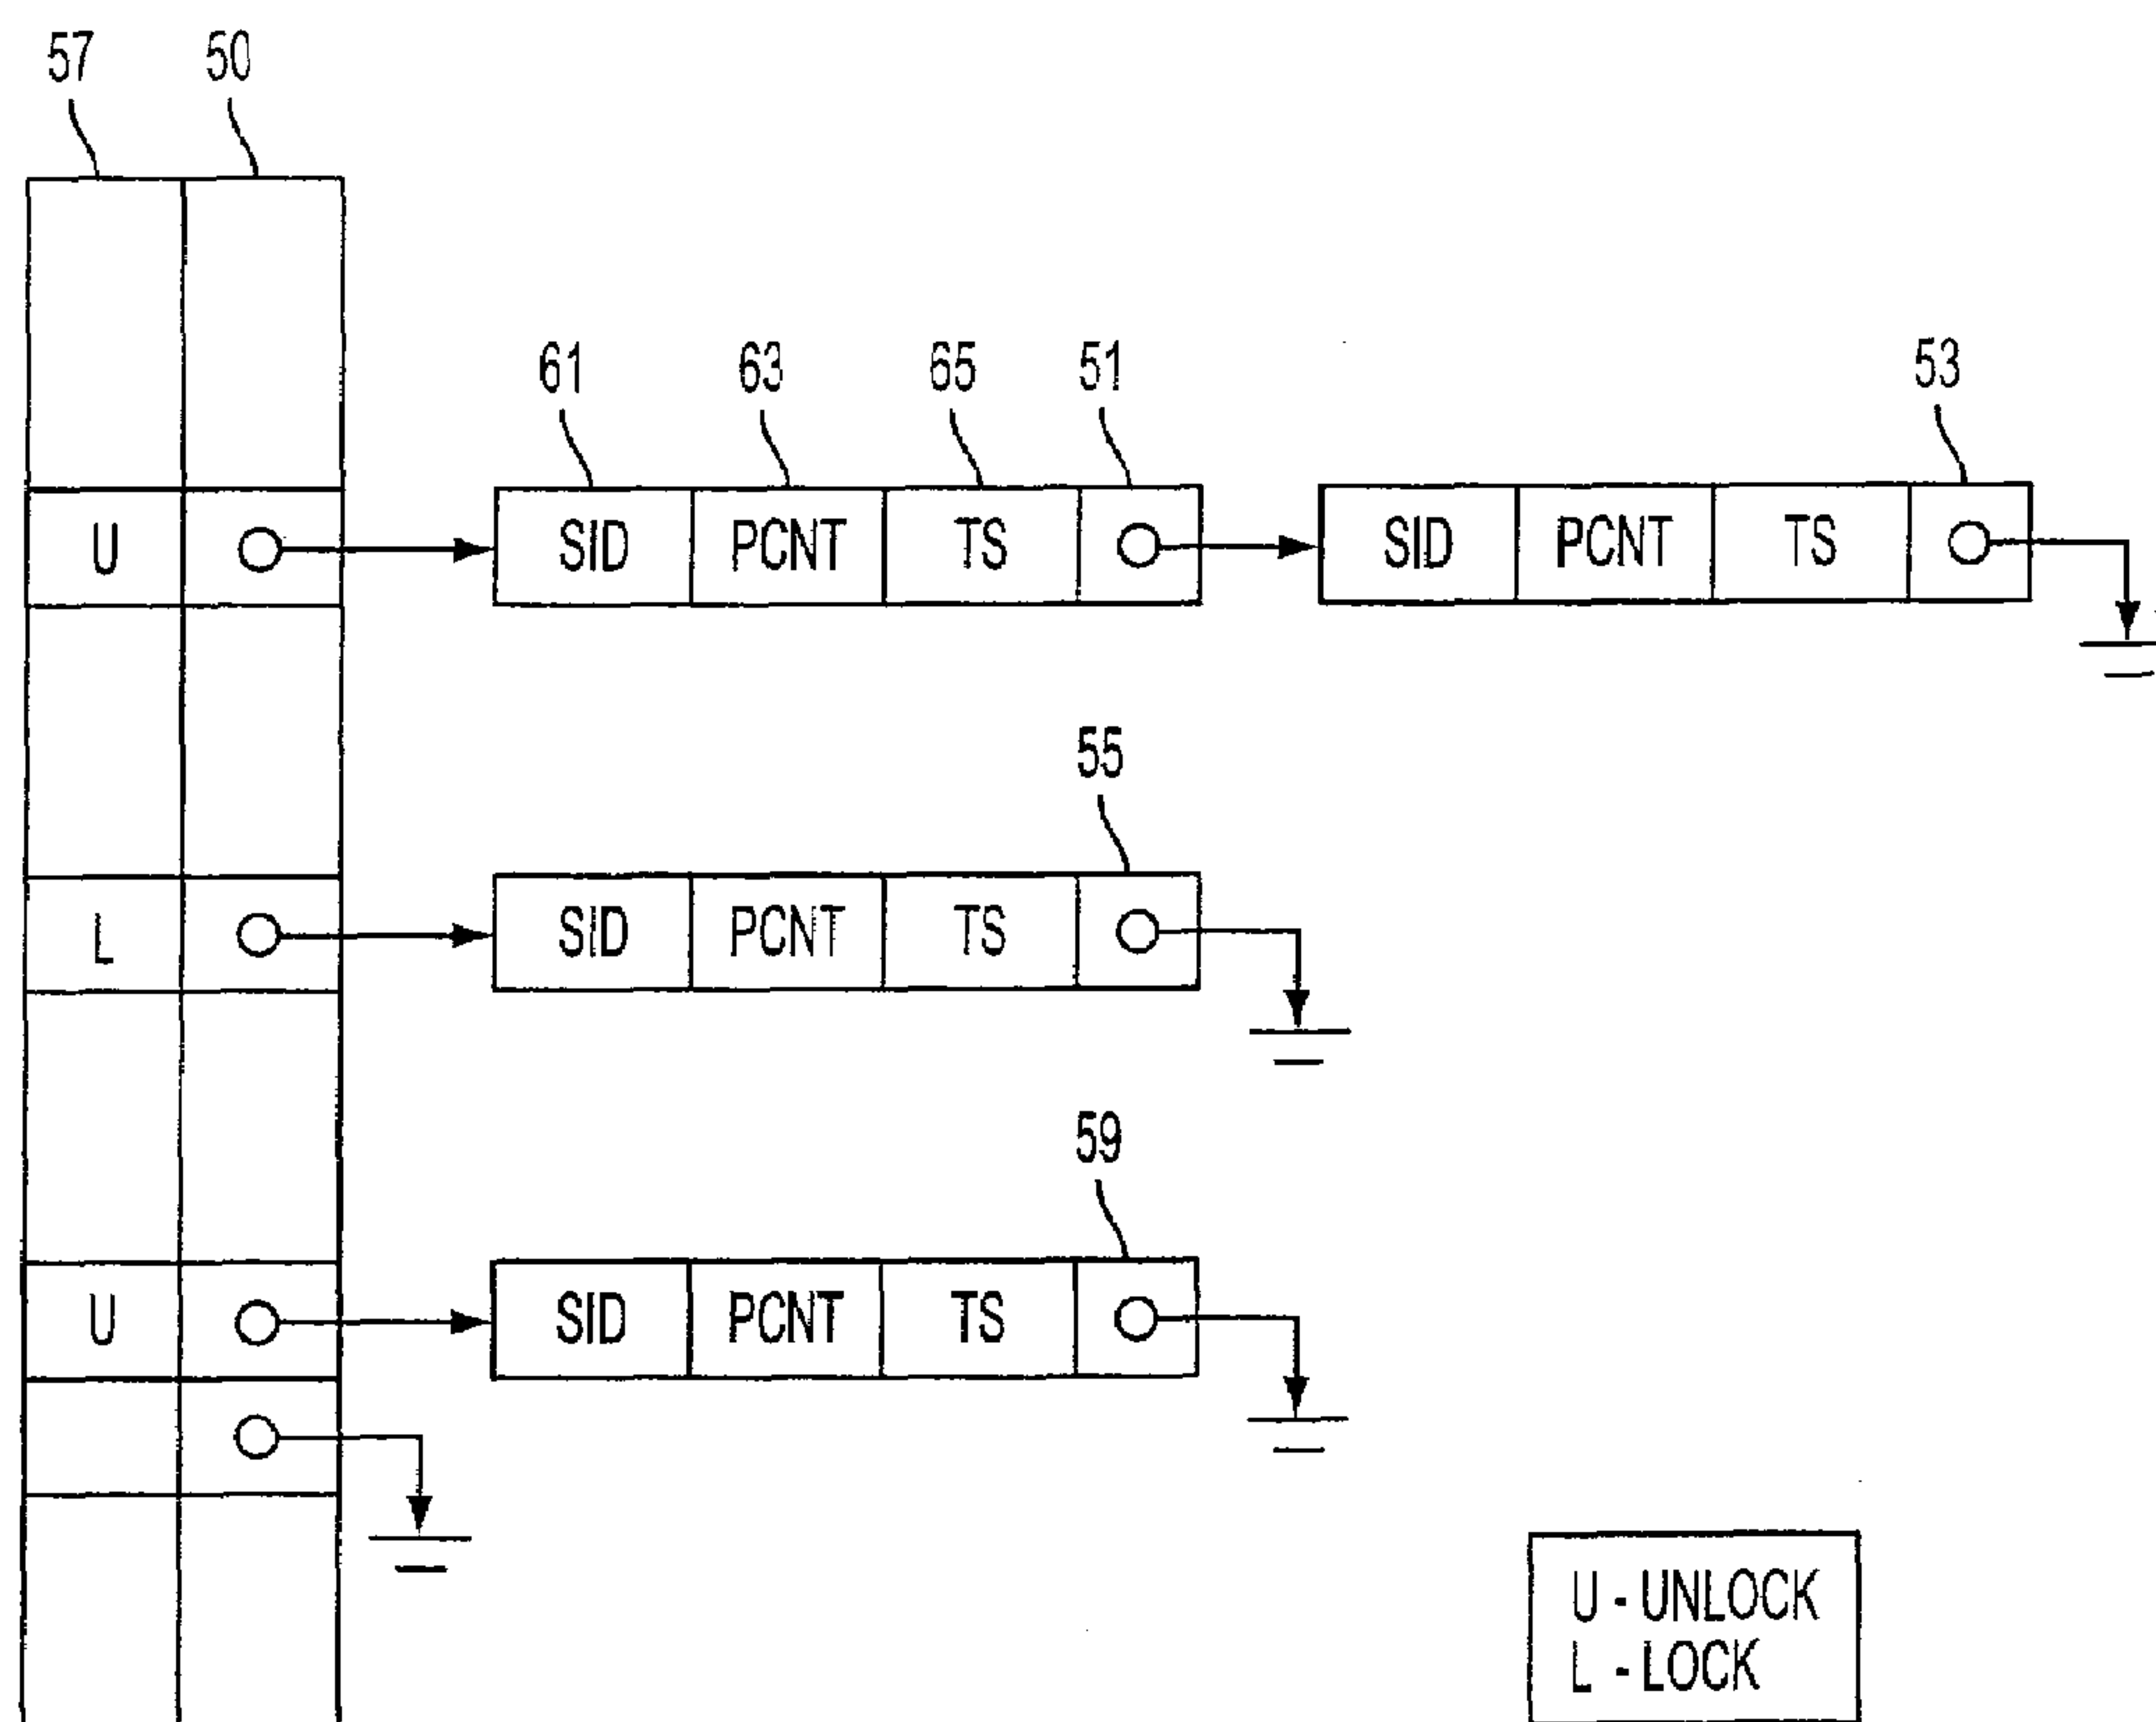 57 50
61 63 65 51 53
U SID PCNT TS SID PCNT TS
55
L SID PCNT TS
59
U SID PCNT TS
U - UNLOCK
L - LOCK